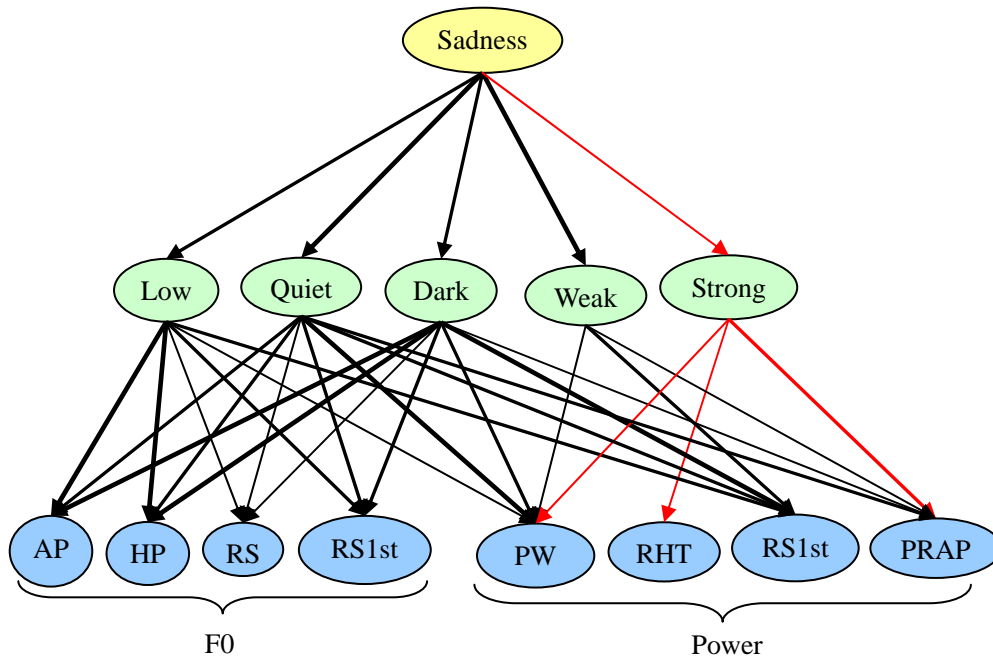 Sadness
Low Quiet Dark Weak Strong
AP HP RS RS1st PW RHT RS1st PRAP
F0 Power